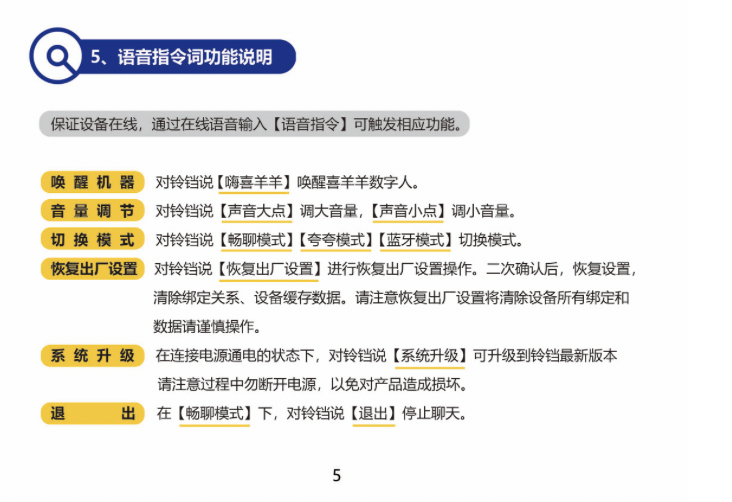 5、语音指令词功能说明
保证设备在线，通过在线语音输入【语音指令】可触发相应功能。
唤醒机器 对铃铛说【嗨喜羊羊】唤醒喜羊羊数字人。
音量调节 对铃铛说【声音大点】调大音量，【声音小点】调小音量。
切换模式 对铃铛说【畅聊模式】【夸夸模式】【蓝牙模式】切换模式。
恢复出厂设置 对铃铛说【恢复出厂设置】进行恢复出厂设置操作。二次确认后，恢复设置，
清除绑定关系、设备缓存数据。请注意恢复出厂设置将清除设备所有绑定和
数据请谨慎操作。
系统升级 在连接电源通电的状态下，对铃铛说【系统升级】可升级到铃铛最新版本
请注意过程中勿断开电源，以免对产品造成损坏。
退出 在【畅聊模式】下，对铃铛说【退出】停止聊天。
5